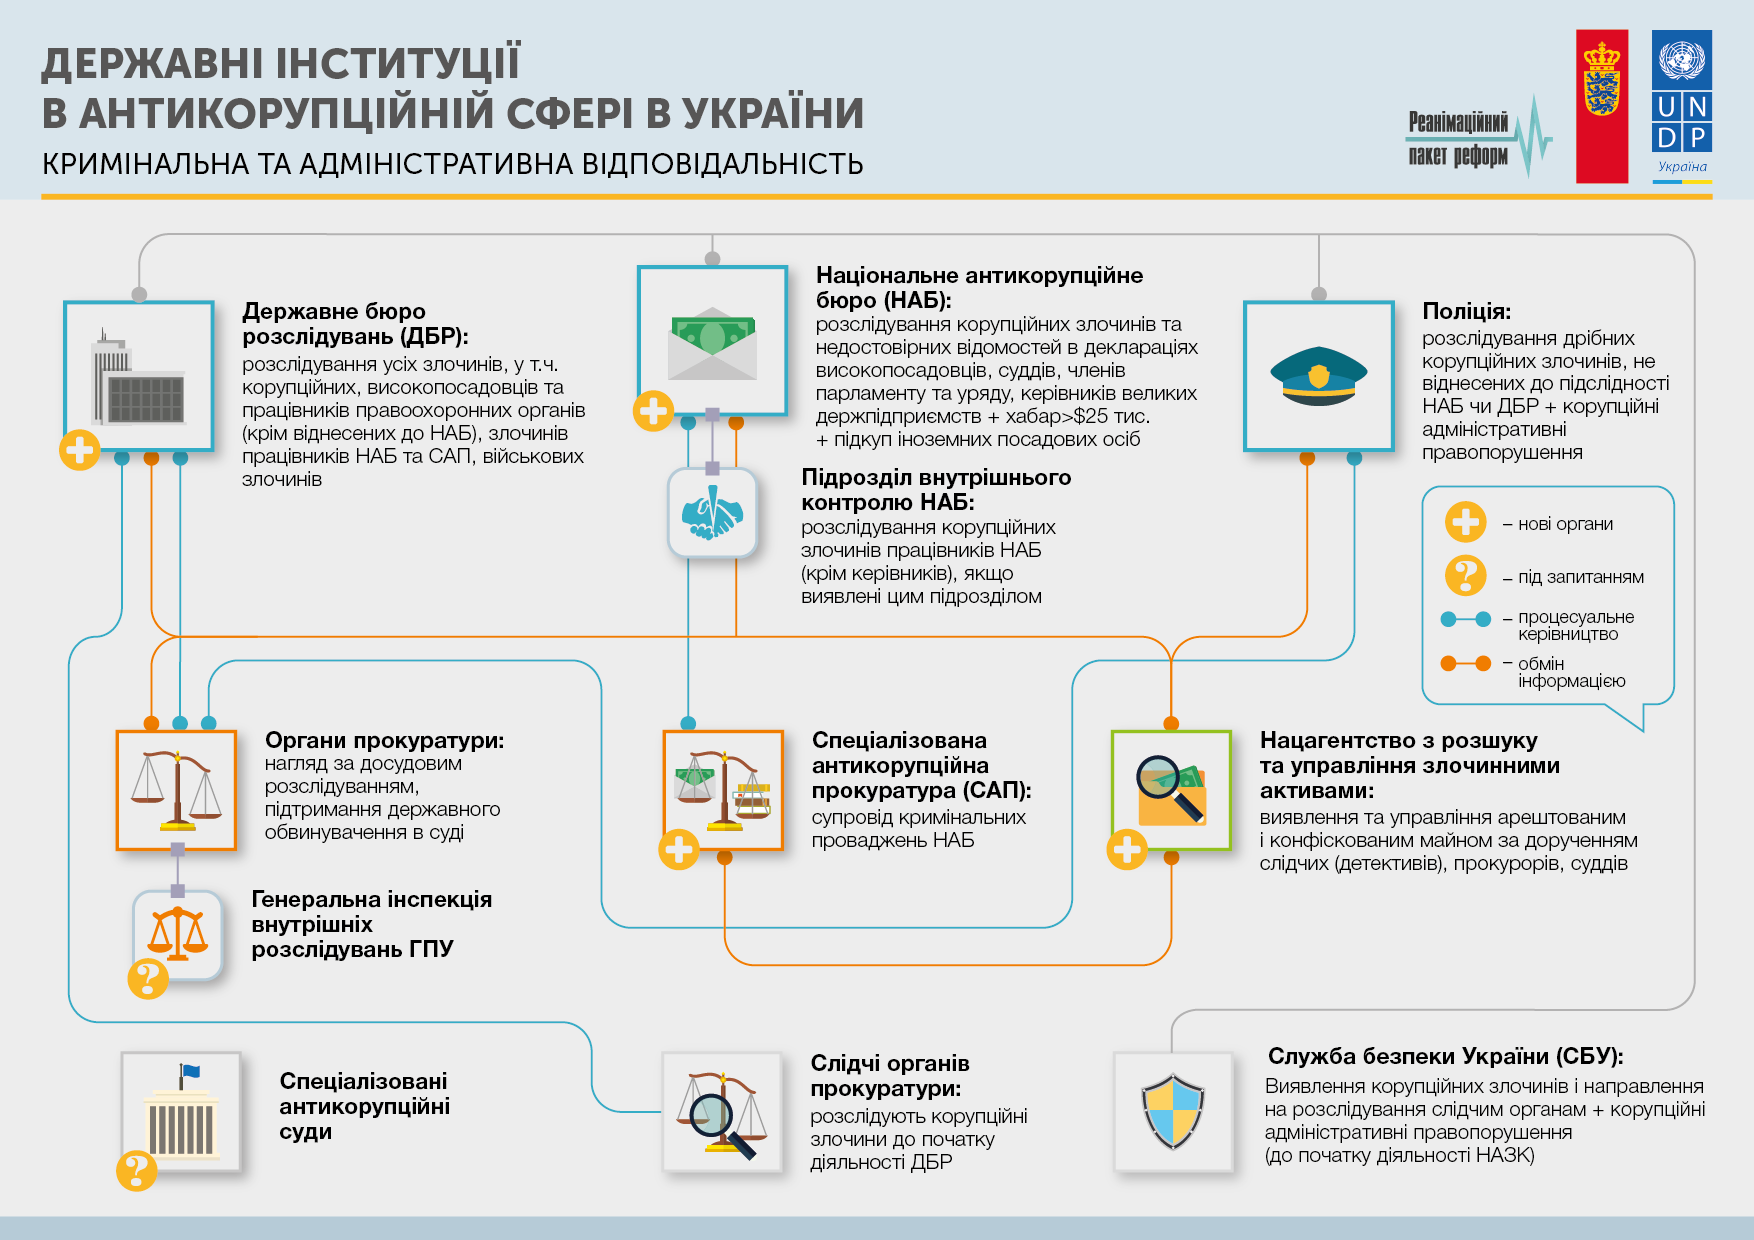 ДЕРЖАВНІ ІНСТИТУЦІЇ
В АНТИКОРУПЦІЙНІЙ СФЕРІ В УКРАЇНИ
КРИМІНАЛЬНА ТА АДМІНІСТРАТИВНА ВІДПОВІДАЛЬНІСТЬ
Реанімаційний
пакет реформ
U N
D P
Україна
Державне бюро
розслідувань (ДБР):
розслідування усіх злочинів, у т.ч.
корупційних, високопосадовців та
працівників правоохоронних органів
(крім віднесених до НАБ), злочинів
працівників НАБ та САП, військових
злочинів
Національне антикорупційне
бюро (НАБ):
розслідування корупційних злочинів та
недостовірних відомостей в деклараціях
високопосадовців, суддів, членів
парламенту та уряду, керівників великих
держпідприємств + хабар>$25 тис.
+ підкуп іноземних посадових осіб
Підрозділ внутрішнього
контролю НАБ:
розслідування корупційних
злочинів працівників НАБ
(крім керівників), якщо
виявлені цим підрозділом
Поліція:
розслідування дрібних
корупційних злочинів, не
віднесених до підслідності
НАБ чи ДБР + корупційні
адміністративні
правопорушення
– нові органи
– під запитанням
– процесуальне
керівництво
– обмін
інформацією
Органи прокуратури:
нагляд за досудовим
розслідуванням,
підтримання державного
обвинувачення в суді
Генеральна інспекція
внутрішніх
розслідувань ГПУ
Спеціалізована
антикорупційна
прокуратура (САП):
супровід кримінальних
проваджень НАБ
Нацагентство з розшуку
та управління злочинними
активами:
виявлення та управління арештованим
і конфіскованим майном за дорученням
слідчих (детективів), прокурорів, суддів
Спеціалізовані
антикорупційні
суди
Слідчі органів
прокуратури:
розслідують корупційні
злочини до початку
діяльності ДБР
Служба безпеки України (СБУ):
Виявлення корупційних злочинів і направлення
на розслідування слідчим органам + корупційні
адміністративні правопорушення
(до початку діяльності НАЗК)